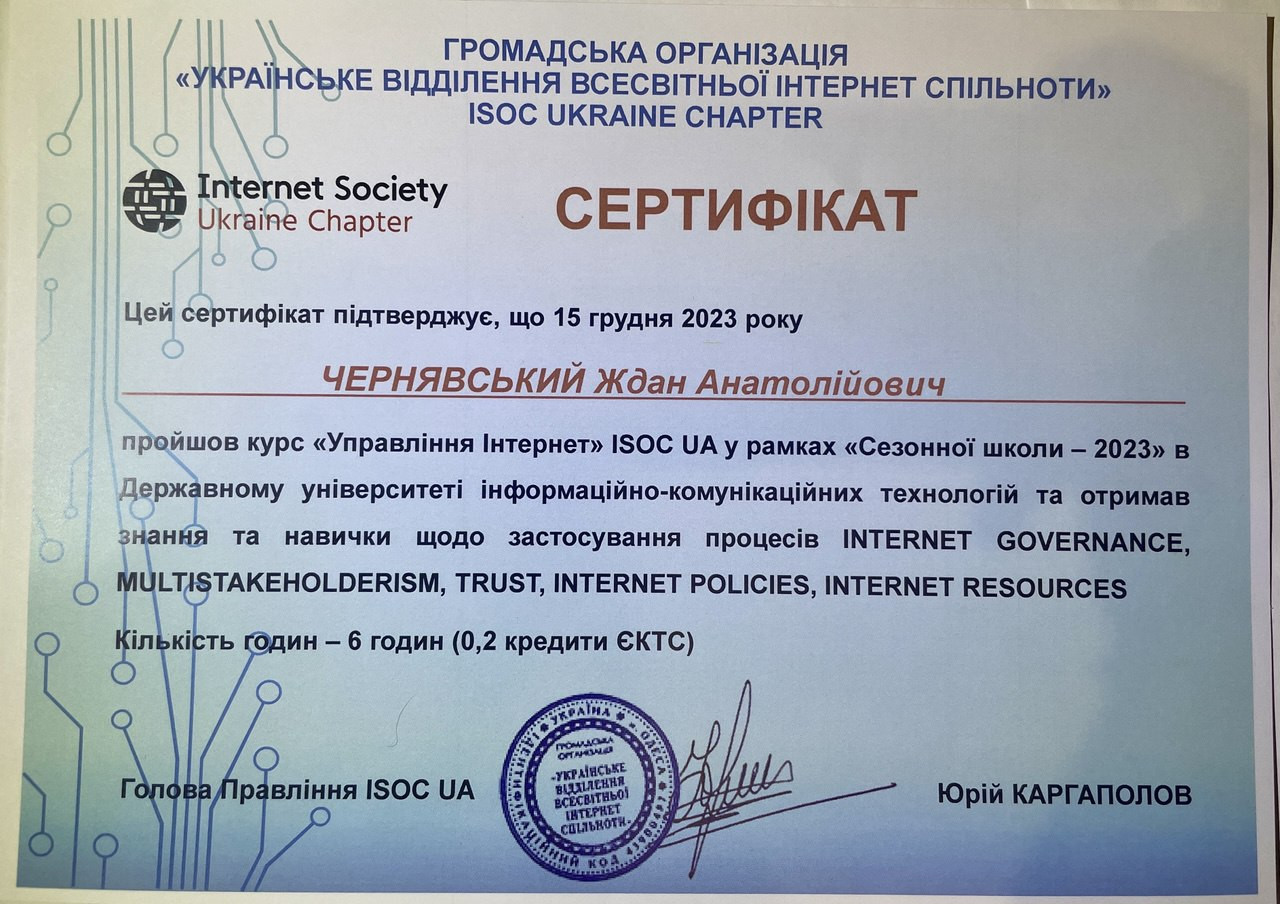 ГРОМАДСЬКА ОРГАНІЗАЦІЯ
«УКРАЇНСЬКЕ ВІДДІЛЕННЯ ВСЕСВІТНЬОЇ ІНТЕРНЕТ СПІЛЬНОТИ»
ISOC UKRAINE CHAPTER
Internet Society
Ukraine Chapter
СЕРТИФІКАТ
Цей сертифікат підтверджує, що 15 грудня 2023 року
ЧЕРНЯВСЬКИЙ Ждан Анатолійович
пройшов курс «Управління Інтернет» ISOC UA у рамках «Сезонної школи – 2023» в
Державному університеті інформаційно-комунікаційних технологій та отримав
знання та навички щодо застосування процесів INTERNET GOVERNANCE,
MULTISTAKEHOLDERISM, TRUST, INTERNET POLICIES, INTERNET RESOURCES
Кількість годин – 6 годин (0,2 кредити ЄКТС)
Голова Правління ISOC UA
УКРАЇНА * м. ОДЕСА *
ІДЕНТИФІКАЦІЙНИЙ КОД
ГРОМАДСЬКА
ОРГАНІЗАЦІЯ
«УКРАЇНСЬКЕ
ВІДДІЛЕННЯ
ВСЕСВІТНЬОЇ
ІНТЕРНЕТ
СПІЛЬНОТИ»
Юрій КАРГАПОЛОВ